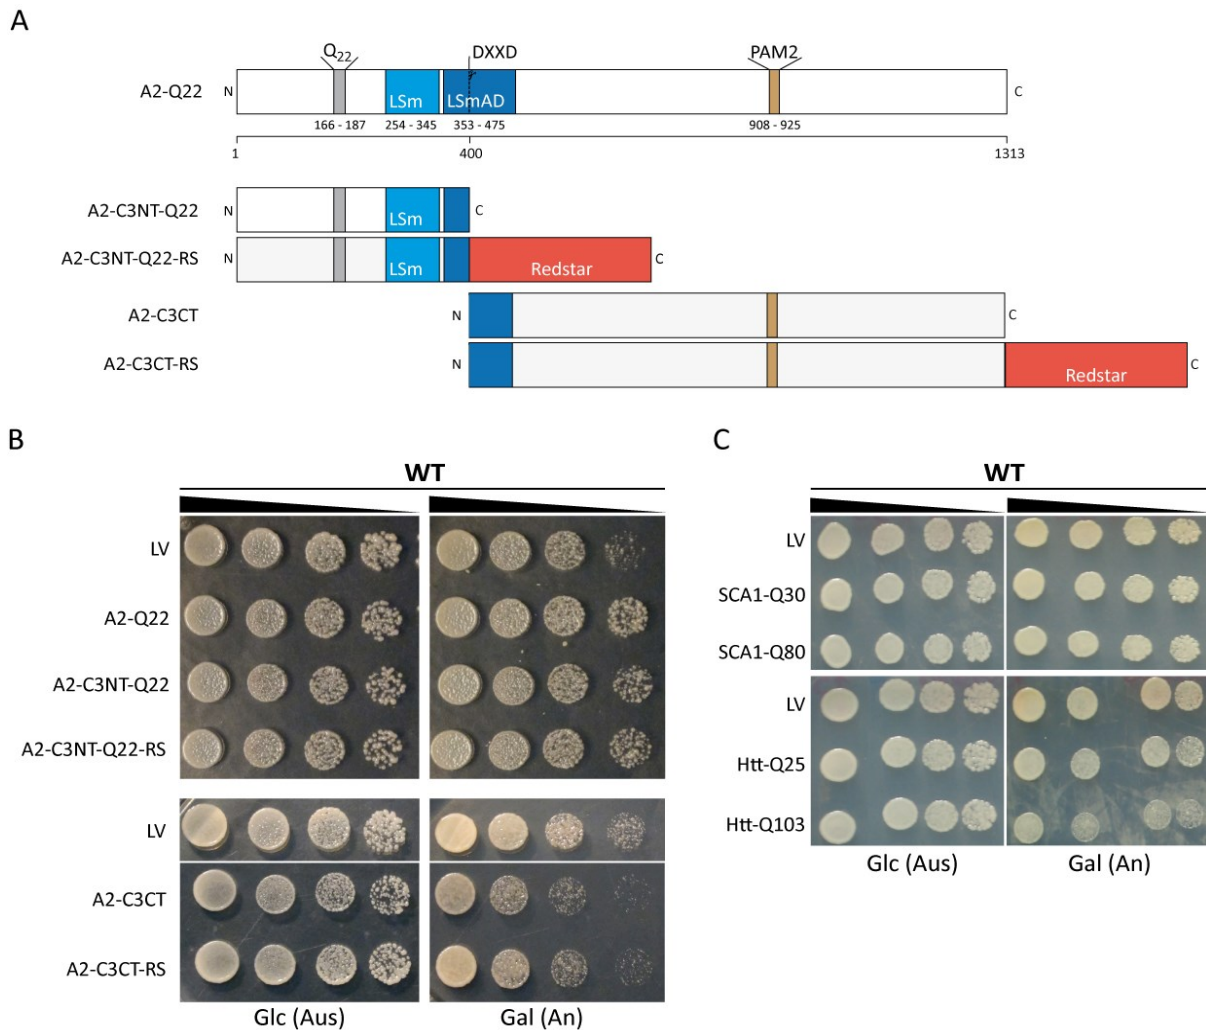 A
Q22 DXXD PAM2
A2-Q22 N LSm LSmAD C
166 - 187 254 - 345 353 - 475 908 - 925
1 400 1313
A2-C3NT-Q22 N LSm C
A2-C3NT-Q22-RS N LSm Redstar C
A2-C3CT N C
A2-C3CT-RS N Redstar C
B
WT
LV
A2-Q22
A2-C3NT-Q22
A2-C3NT-Q22-RS
LV
A2-C3CT
A2-C3CT-RS
Glc (Aus) Gal (An)
C
WT
LV
SCA1-Q30
SCA1-Q80
LV
Htt-Q25
Htt-Q103
Glc (Aus) Gal (An)